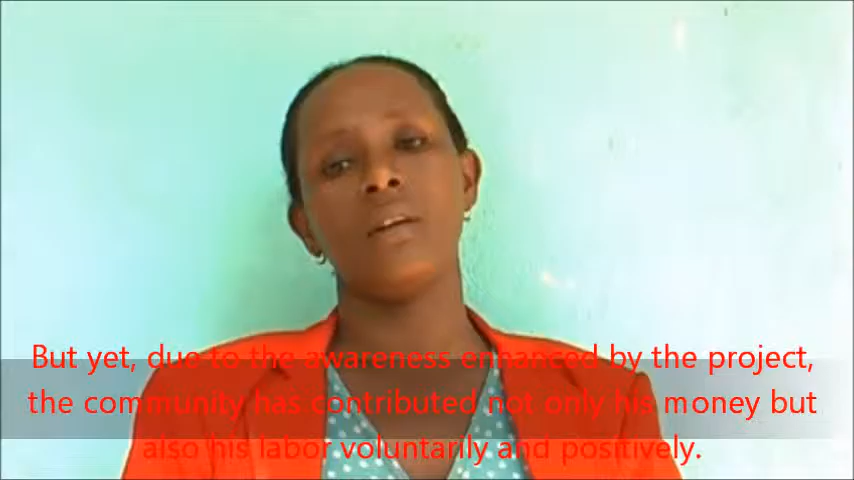 But yet, due to the awareness enhanced by the project,
the community has contributed not only his money but
also his labor voluntarily and positively.